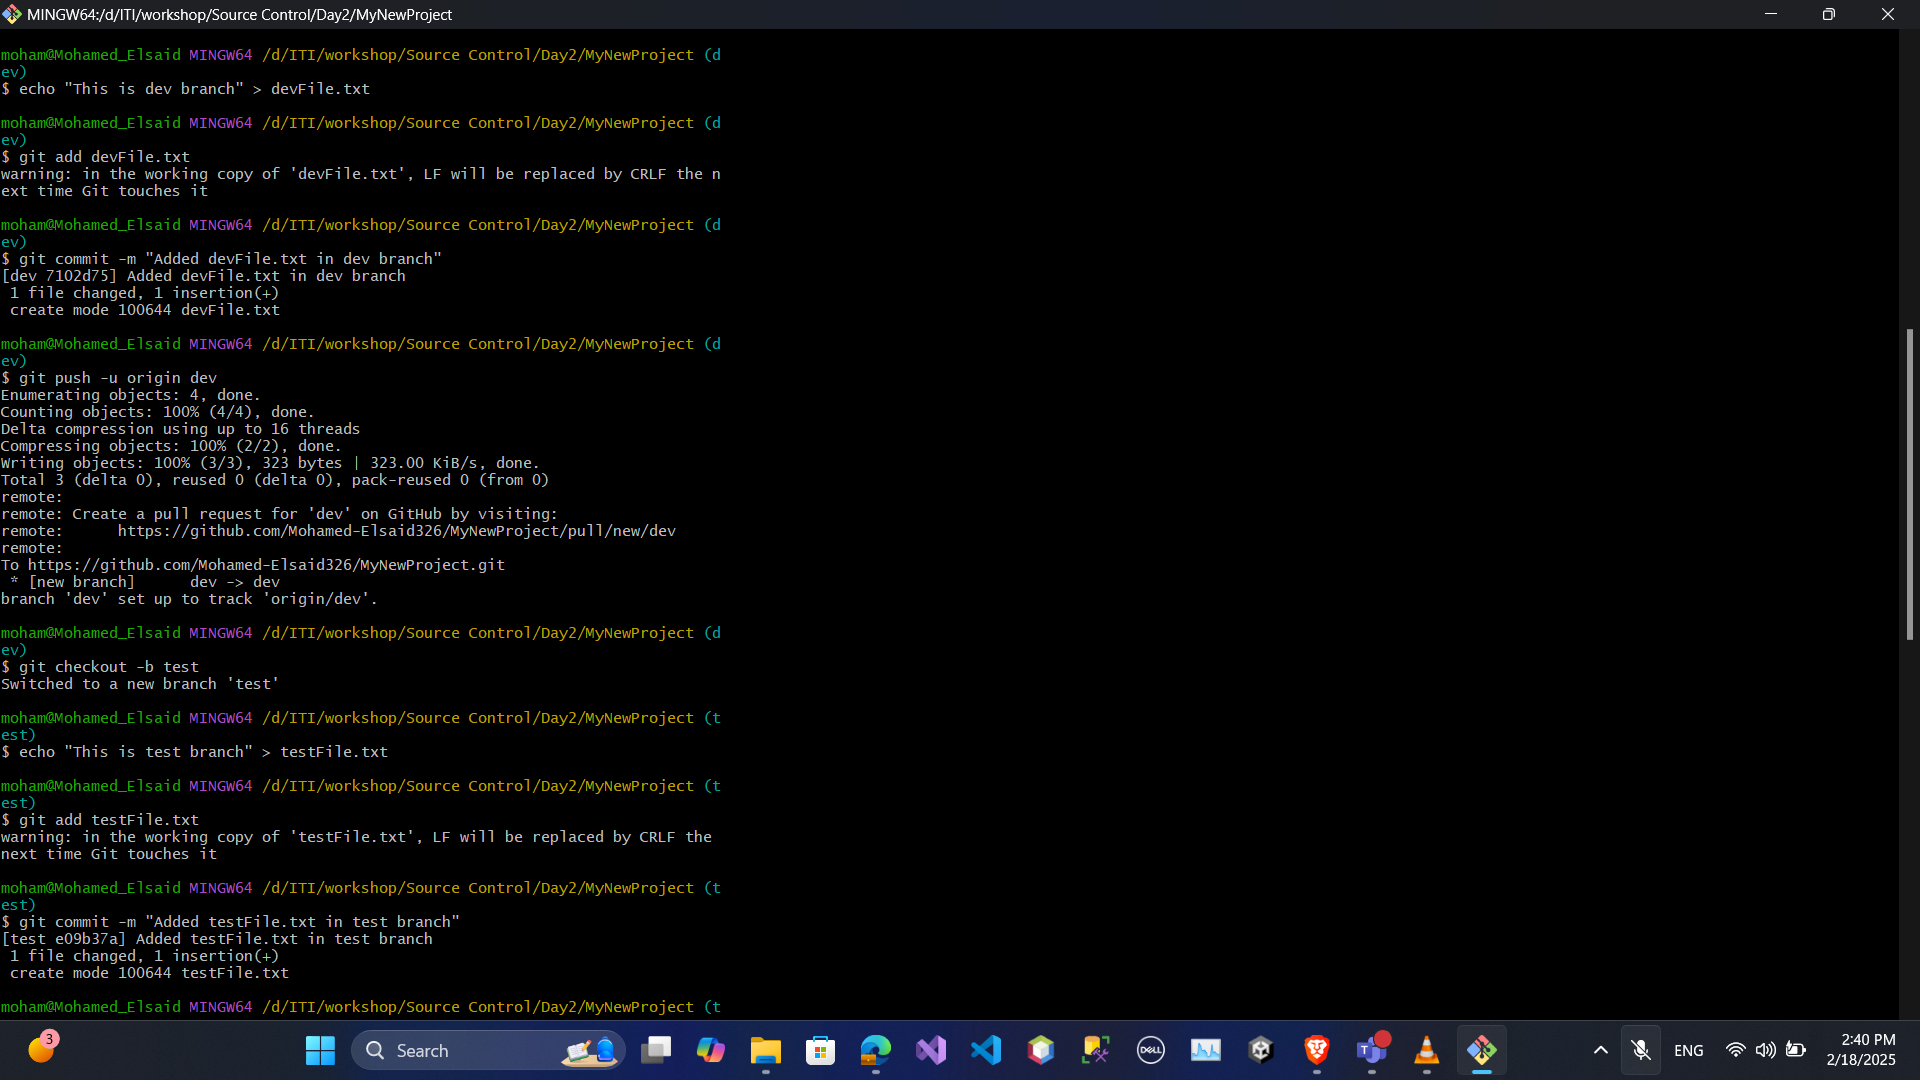 MINGW64:/d/ITI/workshop/Source Control/Day2/MyNewProject
moham@Mohamed_Elsaid MINGW64 /d/ITI/workshop/Source Control/Day2/MyNewProject (d
ev)
$ echo "This is dev branch" > devFile.txt
moham@Mohamed_Elsaid MINGW64 /d/ITI/workshop/Source Control/Day2/MyNewProject (d
ev)
$ git add devFile.txt
warning: in the working copy of 'devFile.txt', LF will be replaced by CRLF the n
ext time Git touches it
moham@Mohamed_Elsaid MINGW64 /d/ITI/workshop/Source Control/Day2/MyNewProject (d
ev)
$ git commit -m "Added devFile.txt in dev branch"
[dev 7102d75] Added devFile.txt in dev branch
 1 file changed, 1 insertion(+)
 create mode 100644 devFile.txt
moham@Mohamed_Elsaid MINGW64 /d/ITI/workshop/Source Control/Day2/MyNewProject (d
ev)
$ git push -u origin dev
Enumerating objects: 4, done.
Counting objects: 100% (4/4), done.
Delta compression using up to 16 threads
Compressing objects: 100% (2/2), done.
Writing objects: 100% (3/3), 323 bytes | 323.00 KiB/s, done.
Total 3 (delta 0), reused 0 (delta 0), pack-reused 0 (from 0)
remote:
remote: Create a pull request for 'dev' on GitHub by visiting:
remote:      https://github.com/Mohamed-Elsaid326/MyNewProject/pull/new/dev
remote:
To https://github.com/Mohamed-Elsaid326/MyNewProject.git
 * [new branch]      dev -> dev
branch 'dev' set up to track 'origin/dev'.
moham@Mohamed_Elsaid MINGW64 /d/ITI/workshop/Source Control/Day2/MyNewProject (d
ev)
$ git checkout -b test
Switched to a new branch 'test'
moham@Mohamed_Elsaid MINGW64 /d/ITI/workshop/Source Control/Day2/MyNewProject (t
est)
$ echo "This is test branch" > testFile.txt
moham@Mohamed_Elsaid MINGW64 /d/ITI/workshop/Source Control/Day2/MyNewProject (t
est)
$ git add testFile.txt
warning: in the working copy of 'testFile.txt', LF will be replaced by CRLF the
next time Git touches it
moham@Mohamed_Elsaid MINGW64 /d/ITI/workshop/Source Control/Day2/MyNewProject (t
est)
$ git commit -m "Added testFile.txt in test branch"
[test e09b37a] Added testFile.txt in test branch
 1 file changed, 1 insertion(+)
 create mode 100644 testFile.txt
moham@Mohamed_Elsaid MINGW64 /d/ITI/workshop/Source Control/Day2/MyNewProject (t
3
Search
DELL
ENG
2:40 PM
2/18/2025